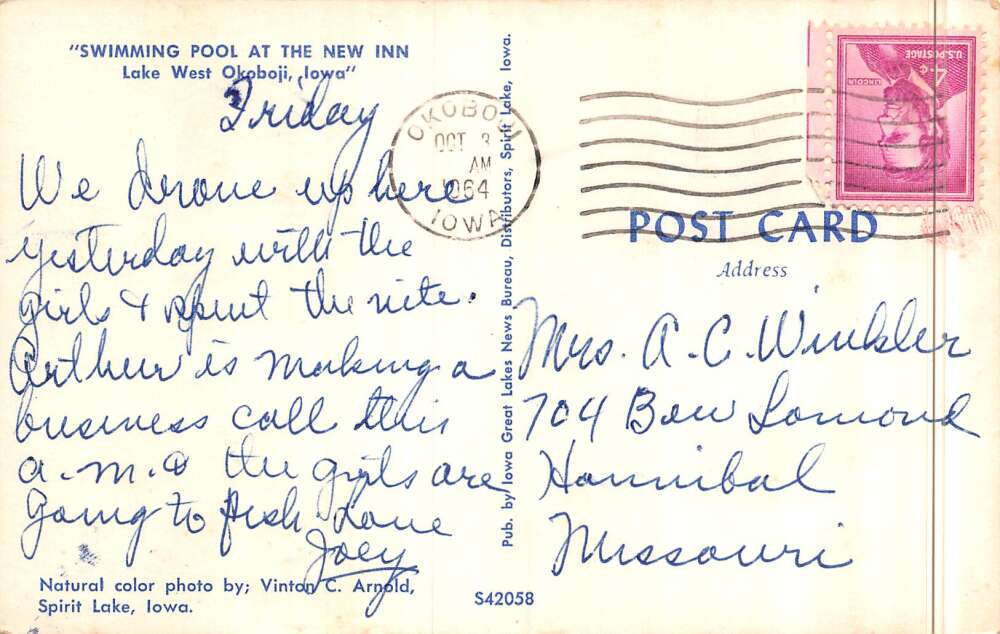 "SWIMMING POOL AT THE NEW INN
Lake West Okoboji, Iowa"
Friday
We drove up here
yesterday with the
girls & spent the nite.
Arthur is making a
business call this
a.m. & the girls are
going to fish. Love
Joey
Natural color photo by; Vinton C. Arnold,
Spirit Lake, Iowa.
Pub. by Iowa Great Lakes News Bureau, Distributors, Spirit Lake, Iowa.
S42058
OKOBOJI
OCT 3
AM
1964
IOWA
U.S. POSTAGE
4¢
LINCOLN
POST CARD
Address
Mrs. A. C. Winkler
704 Bon Lomond
Hannibal
Missouri